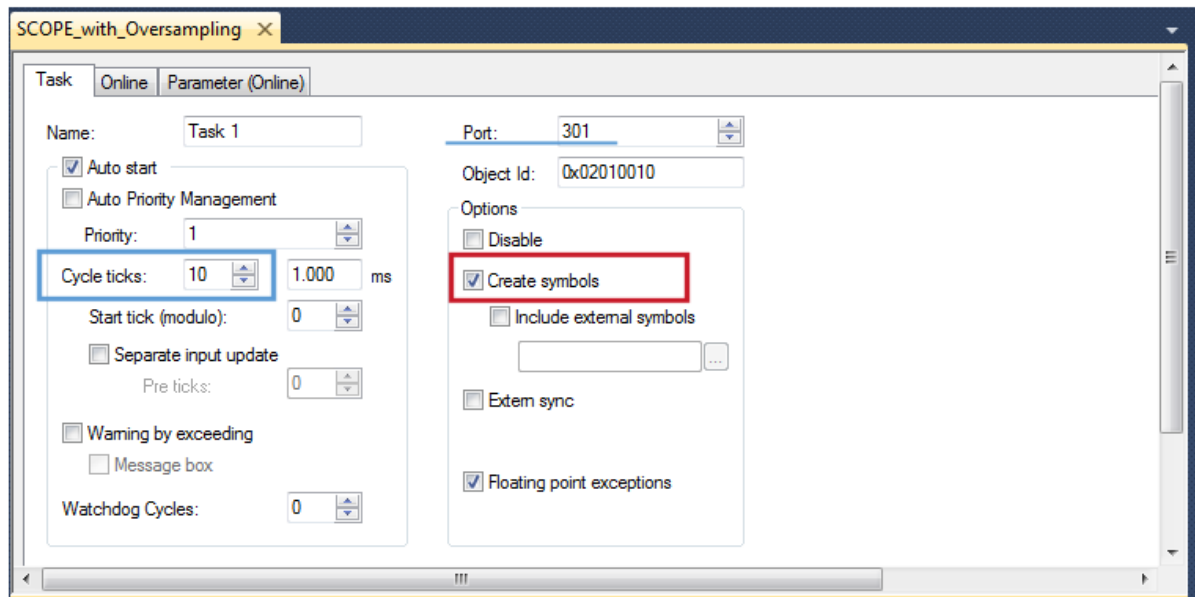 SCOPE_with_Oversampling
Task Online Parameter (Online)
Name: Task 1
Auto start
Auto Priority Management
Priority: 1
Cycle ticks: 10 1.000 ms
Start tick (modulo): 0
Separate input update
Pre ticks: 0
Warning by exceeding
Message box
Watchdog Cycles: 0
Port: 301
Object Id: 0x02010010
Options
Disable
Create symbols
Include external symbols
...
Extern sync
Floating point exceptions